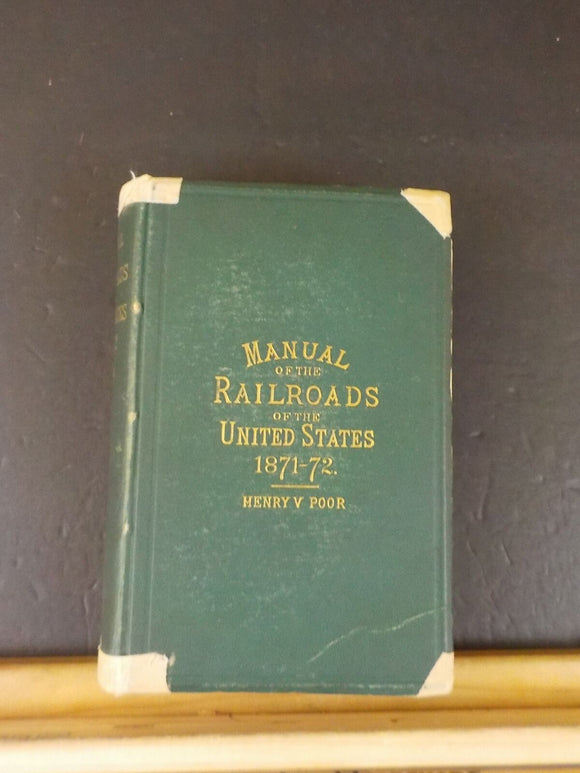 MANUAL
OF THE
RAILROADS
OF THE
UNITED STATES
1871-72.
HENRY V POOR